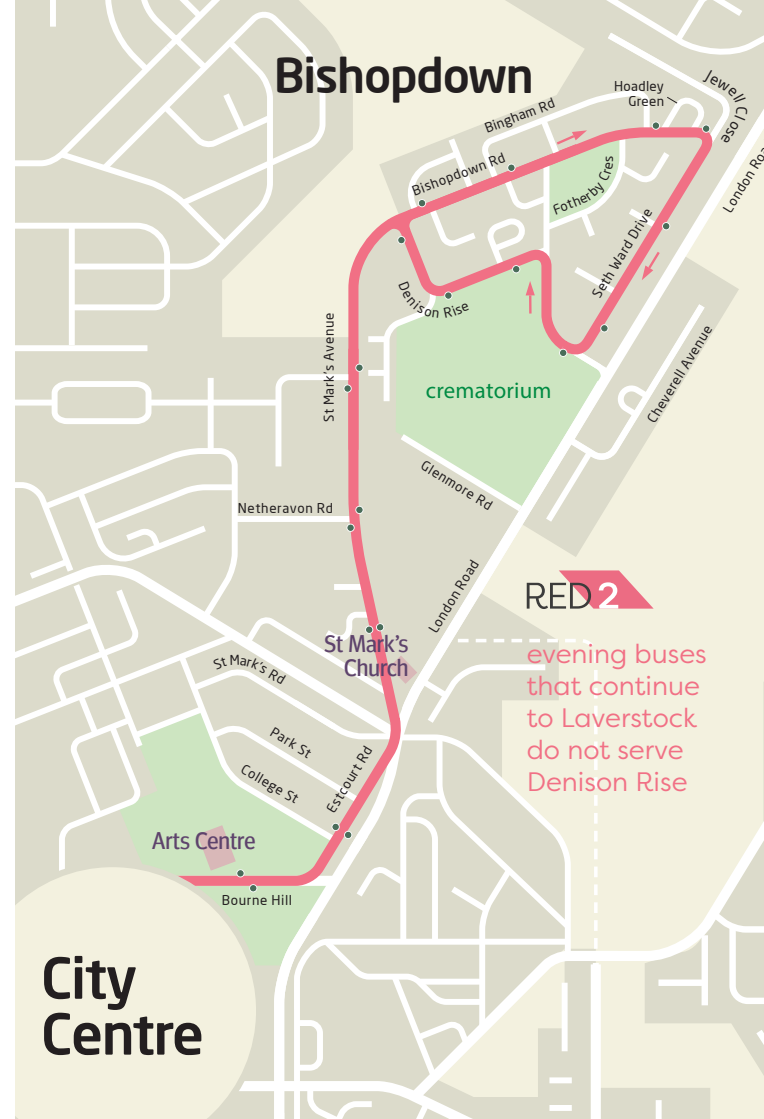 Bishopdown
Hoadley
Green
Jewell Close
Bingham Rd
Bishopdown Rd
Fotherby Cres
London Roa
Seth Ward Drive
Denison Rise
St Mark's Avenue
Cheverell Avenue
crematorium
Glenmore Rd
Netheravon Rd
London Road
RED 2
evening buses
that continue
to Laverstock
do not serve
Denison Rise
St Mark's
Church
St Mark's Rd
Park St
College St
Estcourt Rd
Arts Centre
Bourne Hill
City
Centre